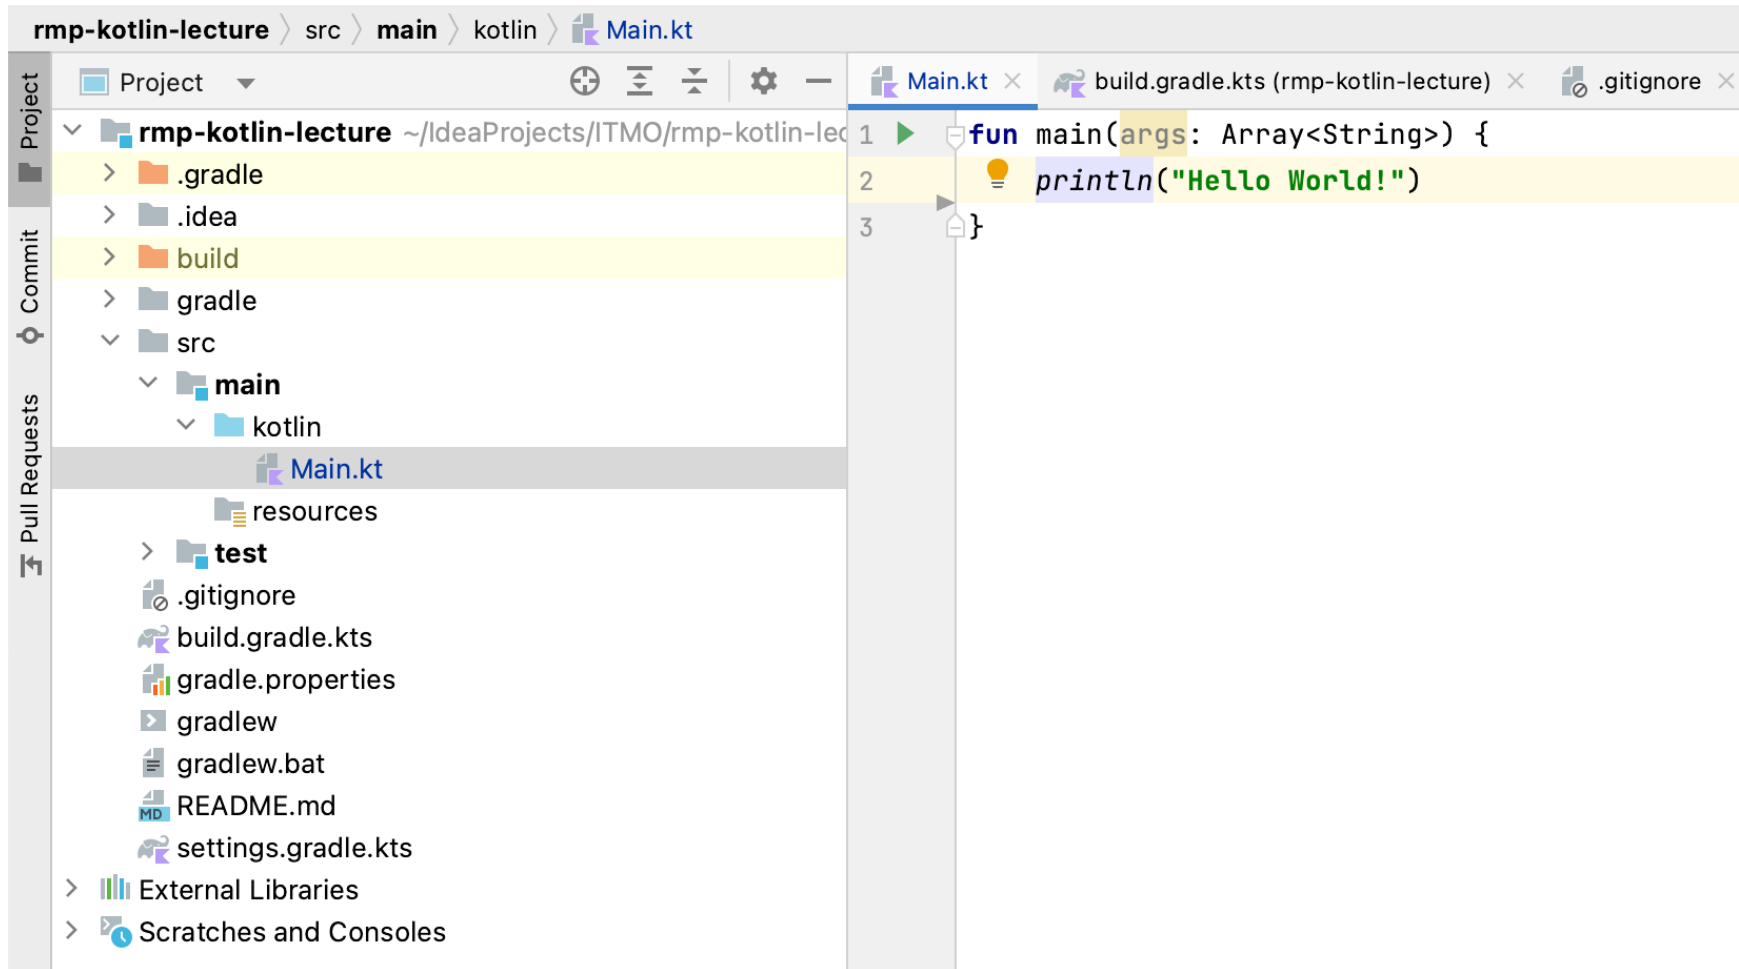 rmp-kotlin-lecture src main kotlin Main.kt
Project
Commit
Pull Requests
Project
rmp-kotlin-lecture ~/IdeaProjects/ITMO/rmp-kotlin-lec
.gradle
.idea
build
gradle
src
main
kotlin
Main.kt
resources
test
.gitignore
build.gradle.kts
gradle.properties
gradlew
gradlew.bat
MD README.md
settings.gradle.kts
External Libraries
Scratches and Consoles
Main.kt build.gradle.kts (rmp-kotlin-lecture) .gitignore
1 fun main(args: Array<String>) {
2 println("Hello World!")
3 }